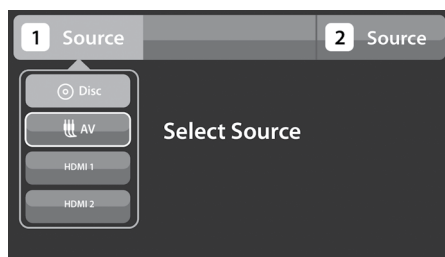 1 Source
2 Source
Disc
AV
Select Source
HDMI 1
HDMI 2